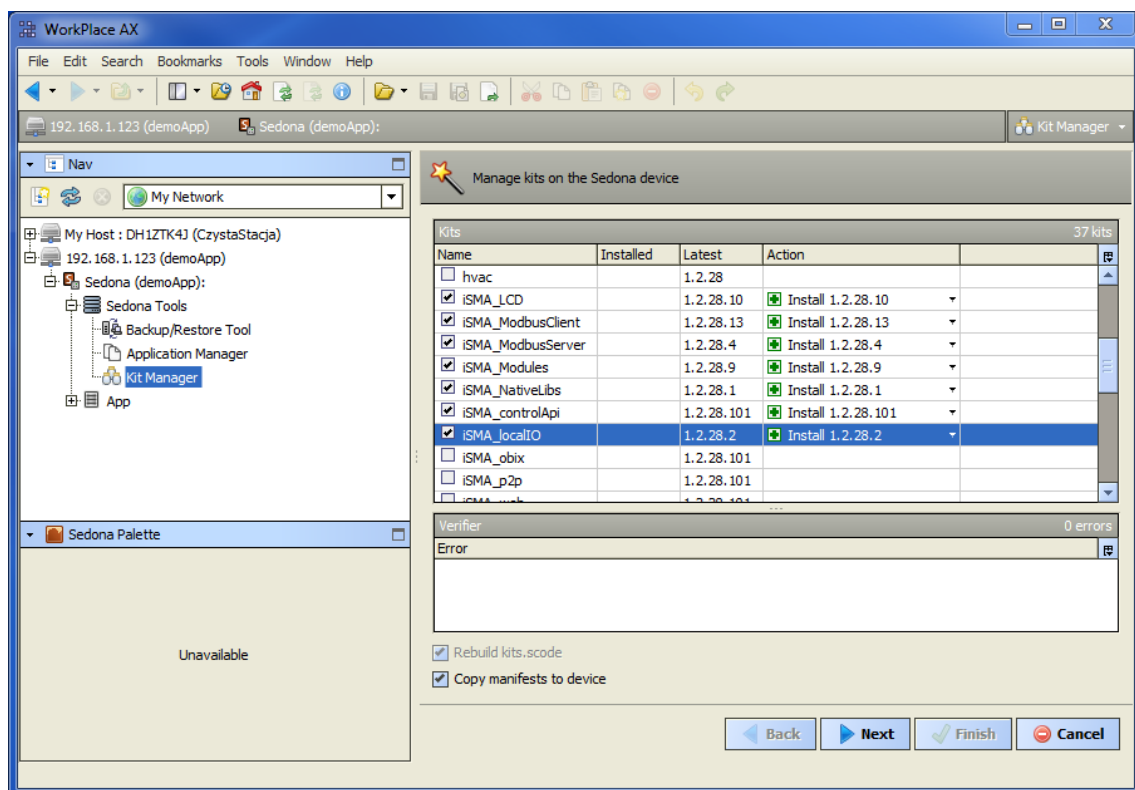 WorkPlace AX
File Edit Search Bookmarks Tools Window Help
192.168.1.123 (demoApp) Sedona (demoApp): Kit Manager
Nav
My Network
My Host : DH1ZTK4J (CzystaStacja)
192.168.1.123 (demoApp)
Sedona (demoApp):
Sedona Tools
Backup/Restore Tool
Application Manager
Kit Manager
App
Sedona Palette
Unavailable
Manage kits on the Sedona device
Kits 37 kits
Name Installed Latest Action
hvac 1.2.28
iSMA_LCD 1.2.28.10 Install 1.2.28.10
iSMA_ModbusClient 1.2.28.13 Install 1.2.28.13
iSMA_ModbusServer 1.2.28.4 Install 1.2.28.4
iSMA_Modules 1.2.28.9 Install 1.2.28.9
iSMA_NativeLibs 1.2.28.1 Install 1.2.28.1
iSMA_controlApi 1.2.28.101 Install 1.2.28.101
iSMA_localIO 1.2.28.2 Install 1.2.28.2
iSMA_obix 1.2.28.101
iSMA_p2p 1.2.28.101
Verifier 0 errors
Error
Rebuild kits.scode
Copy manifests to device
Back Next Finish Cancel